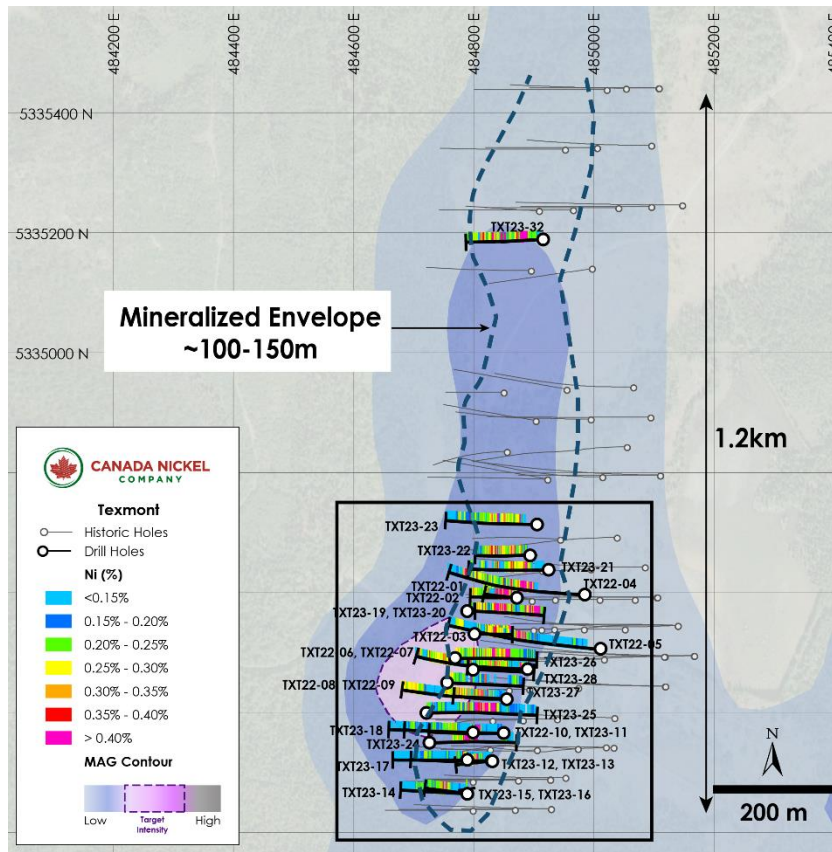 484200 E
484400 E
484600 E
484800 E
485000 E
485200 E
5335400 N
5335200 N
5335000 N
TXT23-32
Mineralized Envelope
~100-150m
1.2km
CANADA NICKEL
COMPANY
Texmont
Historic Holes
Drill Holes
Ni (%)
<0.15%
0.15% - 0.20%
0.20% - 0.25%
0.25% - 0.30%
0.30% - 0.35%
0.35% - 0.40%
> 0.40%
MAG Contour
Low
Target
Intensity
High
TXT23-23
TXT23-22
TXT23-21
TXT22-01
TXT22-04
TXT22-02
TXT23-19, TXT23-20
TXT22-03
TXT22-05
TXT22-06, TXT22-07
TXT23-26
TXT23-28
TXT22-08
TXT22-09
TXT23-27
TXT23-25
TXT23-18
TXT22-10, TXT23-11
TXT23-24
TXT23-17
TXT23-12, TXT23-13
TXT23-14
TXT23-15, TXT23-16
N
200 m